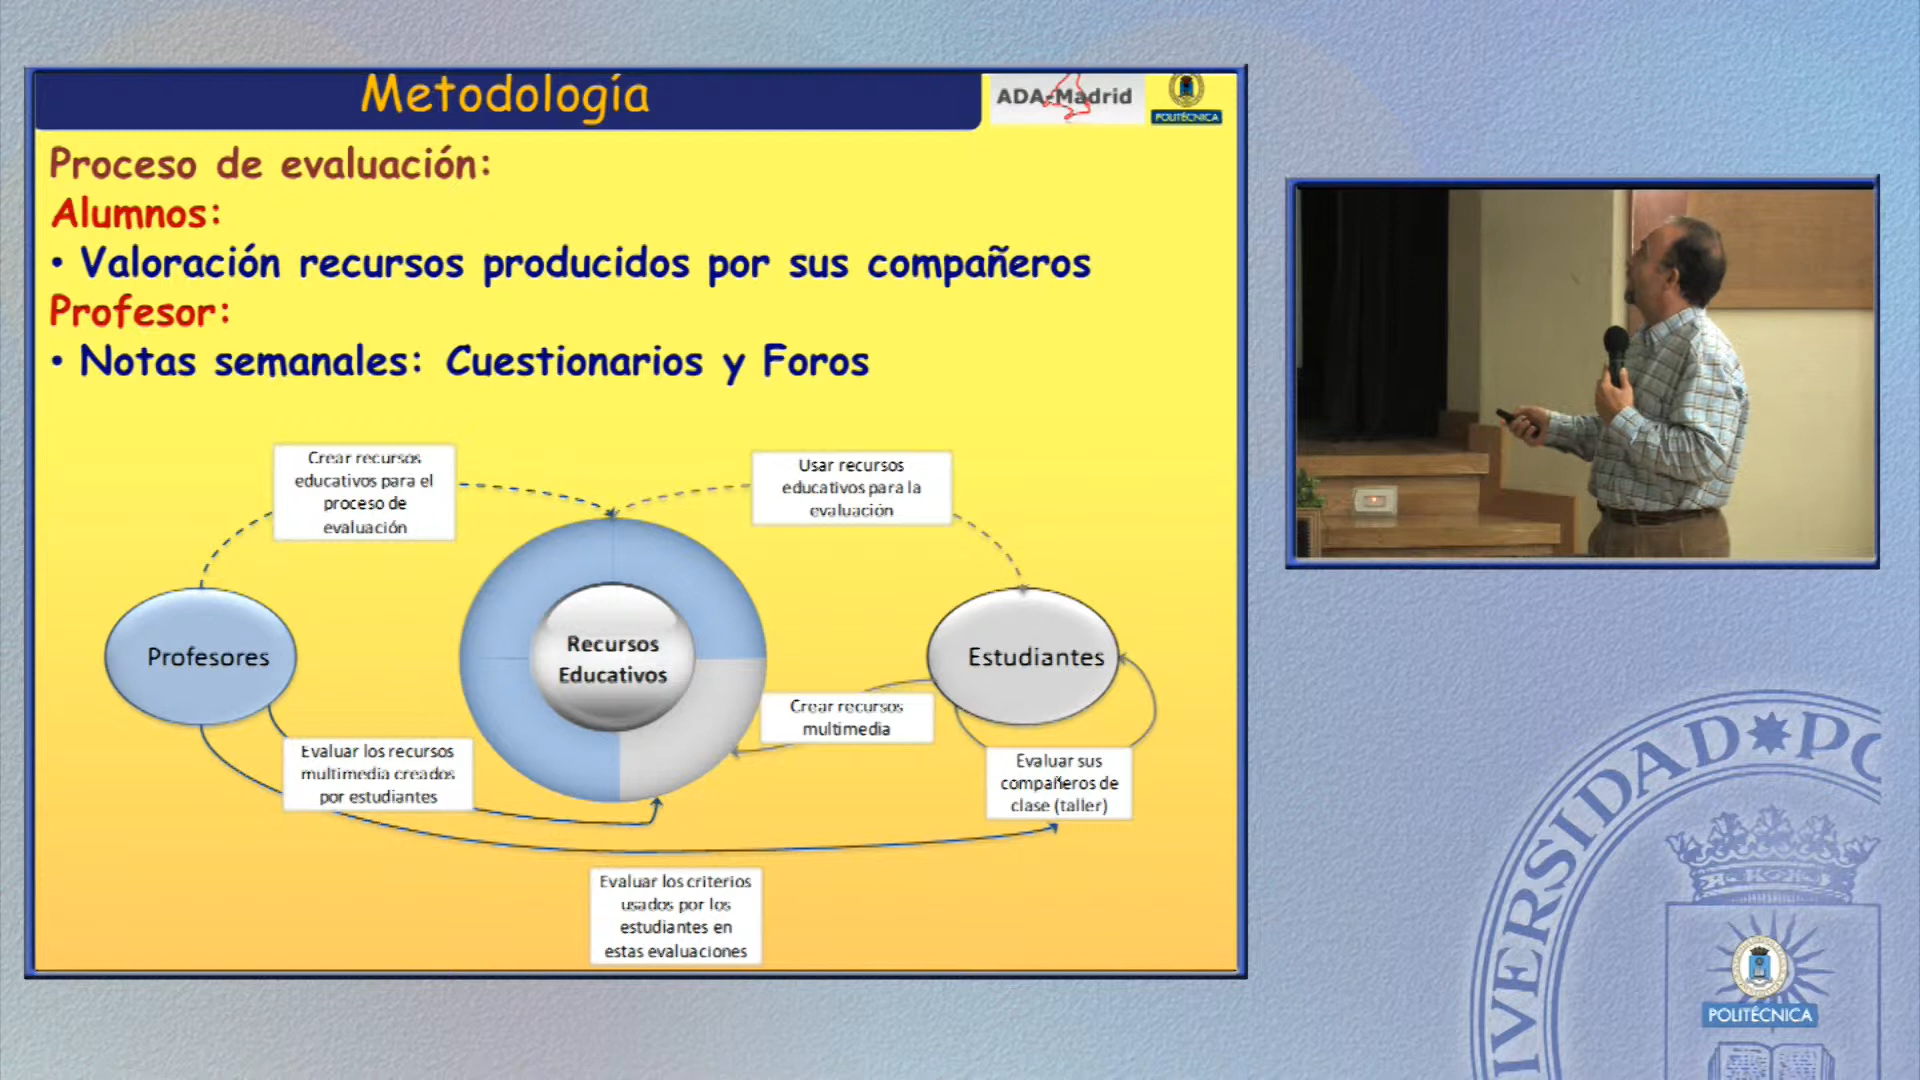 Metodología
ADA-Madrid
POLITÉCNICA
Proceso de evaluación:
Alumnos:
• Valoración recursos producidos por sus compañeros
Profesor:
• Notas semanales: Cuestionarios y Foros
Crear recursos
educativos para el
proceso de
evaluación
Usar recursos
educativos para la
evaluación
Profesores
Recursos
Educativos
Estudiantes
Crear recursos
multimedia
Evaluar los recursos
multimedia creados
por estudiantes
Evaluar sus
compañeros de
clase (taller)
Evaluar los criterios
usados por los
estudiantes en
estas evaluaciones
POLITÉCNICA